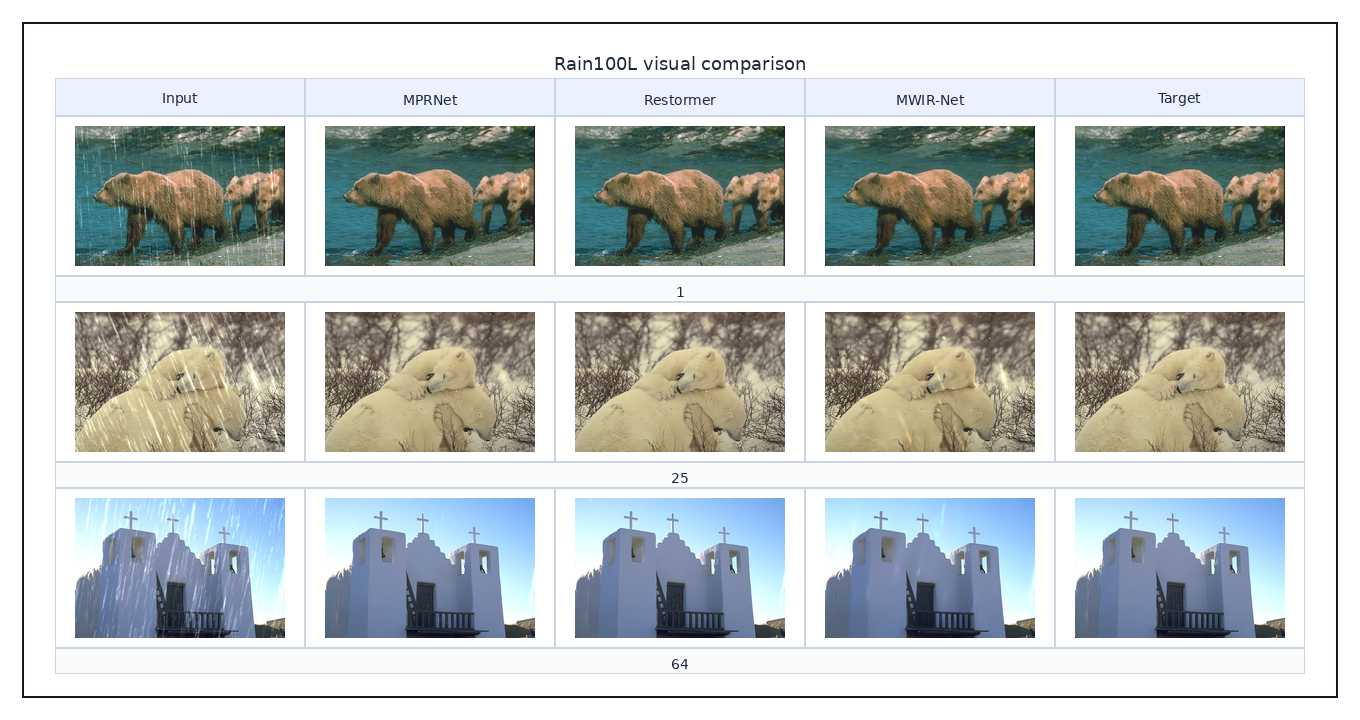 Rain100L visual comparison
Input MPRNet Restormer MWIR-Net Target
1
25
64